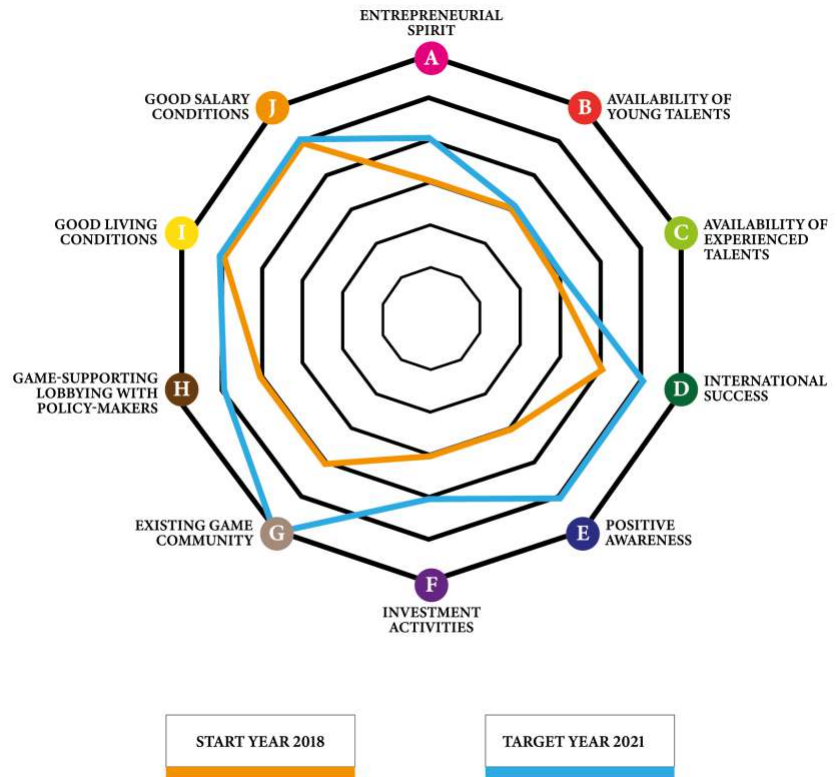 ENTREPRENEURIAL
SPIRIT
A
GOOD SALARY
CONDITIONS
J
B
AVAILABILITY OF
YOUNG TALENTS
GOOD LIVING
CONDITIONS
I
C
AVAILABILITY OF
EXPERIENCED
TALENTS
GAME-SUPPORTING
LOBBYING WITH
POLICY-MAKERS
H
D
INTERNATIONAL
SUCCESS
EXISTING GAME
COMMUNITY
G
E
POSITIVE
AWARENESS
F
INVESTMENT
ACTIVITIES
START YEAR 2018
TARGET YEAR 2021